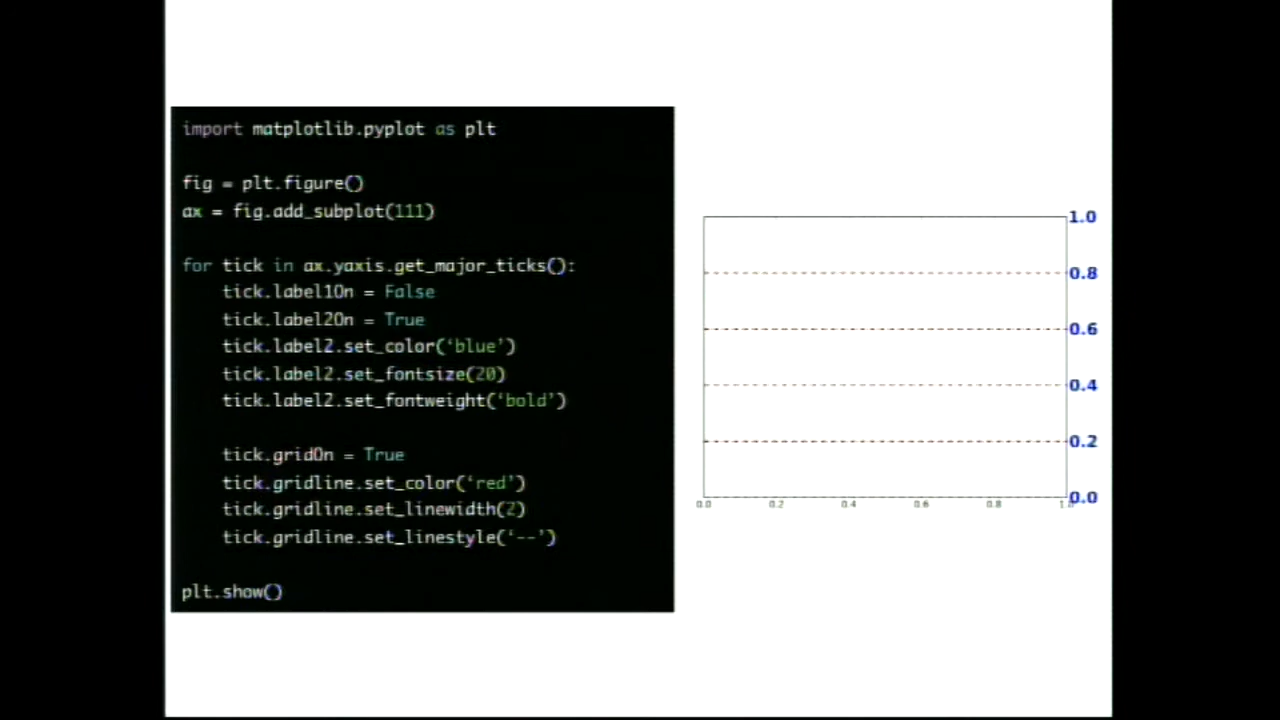 import matplotlib.pyplot as plt
fig = plt.figure()
ax = fig.add_subplot(111)
for tick in ax.yaxis.get_major_ticks():
    tick.label1On = False
    tick.label2On = True
    tick.label2.set_color(‘blue’)
    tick.label2.set_fontsize(20)
    tick.label2.set_fontweight(‘bold’)
    tick.gridOn = True
    tick.gridline.set_color(‘red’)
    tick.gridline.set_linewidth(2)
    tick.gridline.set_linestyle(‘--’)
plt.show()
1.0
0.8
0.6
0.4
0.2
0.0
0.0 0.2 0.4 0.6 0.8